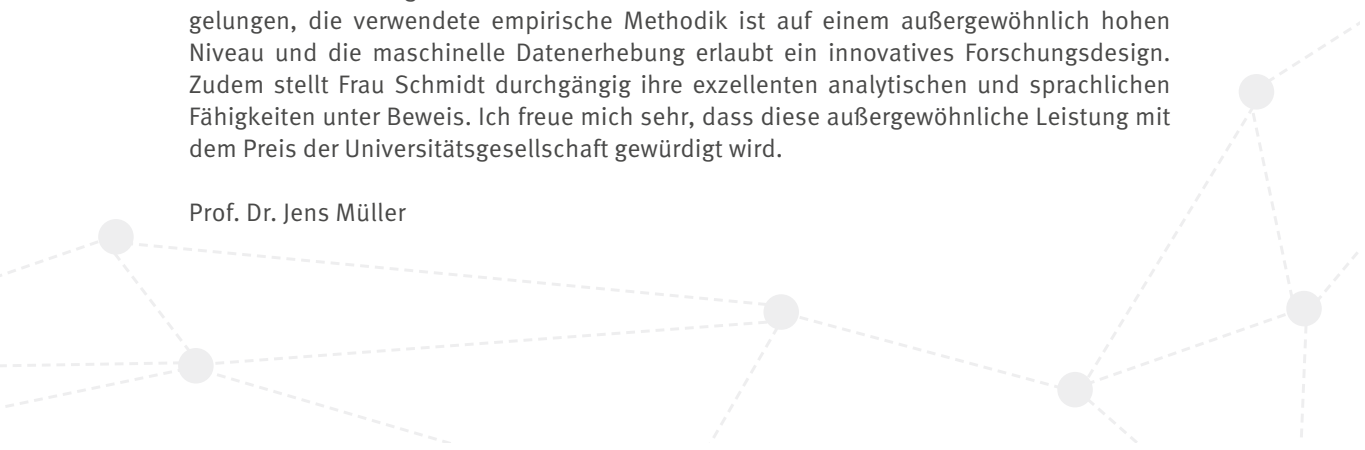 gelungen, die verwendete empirische Methodik ist auf einem außergewöhnlich hohen
Niveau und die maschinelle Datenerhebung erlaubt ein innovatives Forschungsdesign.
Zudem stellt Frau Schmidt durchgängig ihre exzellenten analytischen und sprachlichen
Fähigkeiten unter Beweis. Ich freue mich sehr, dass diese außergewöhnliche Leistung mit
dem Preis der Universitätsgesellschaft gewürdigt wird.
Prof. Dr. Jens Müller